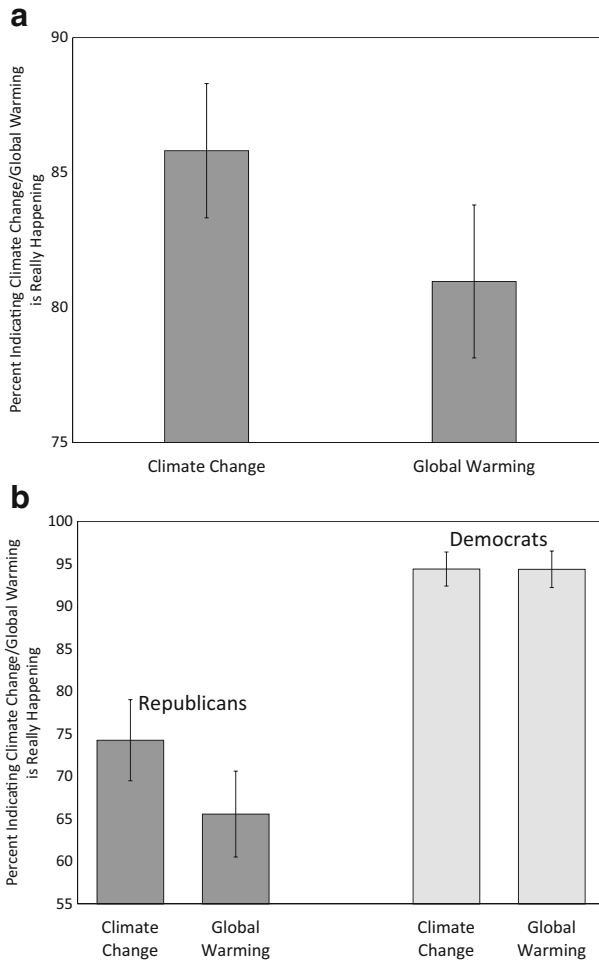 a
Percent Indicating Climate Change/Global Warming
is Really Happening
90
85
80
75
Climate Change
Global Warming
b
Percent Indicating Climate Change/Global Warming
is Really Happening
100
95
90
85
80
75
70
65
60
55
Republicans
Democrats
Climate
Change
Global
Warming
Climate
Change
Global
Warming